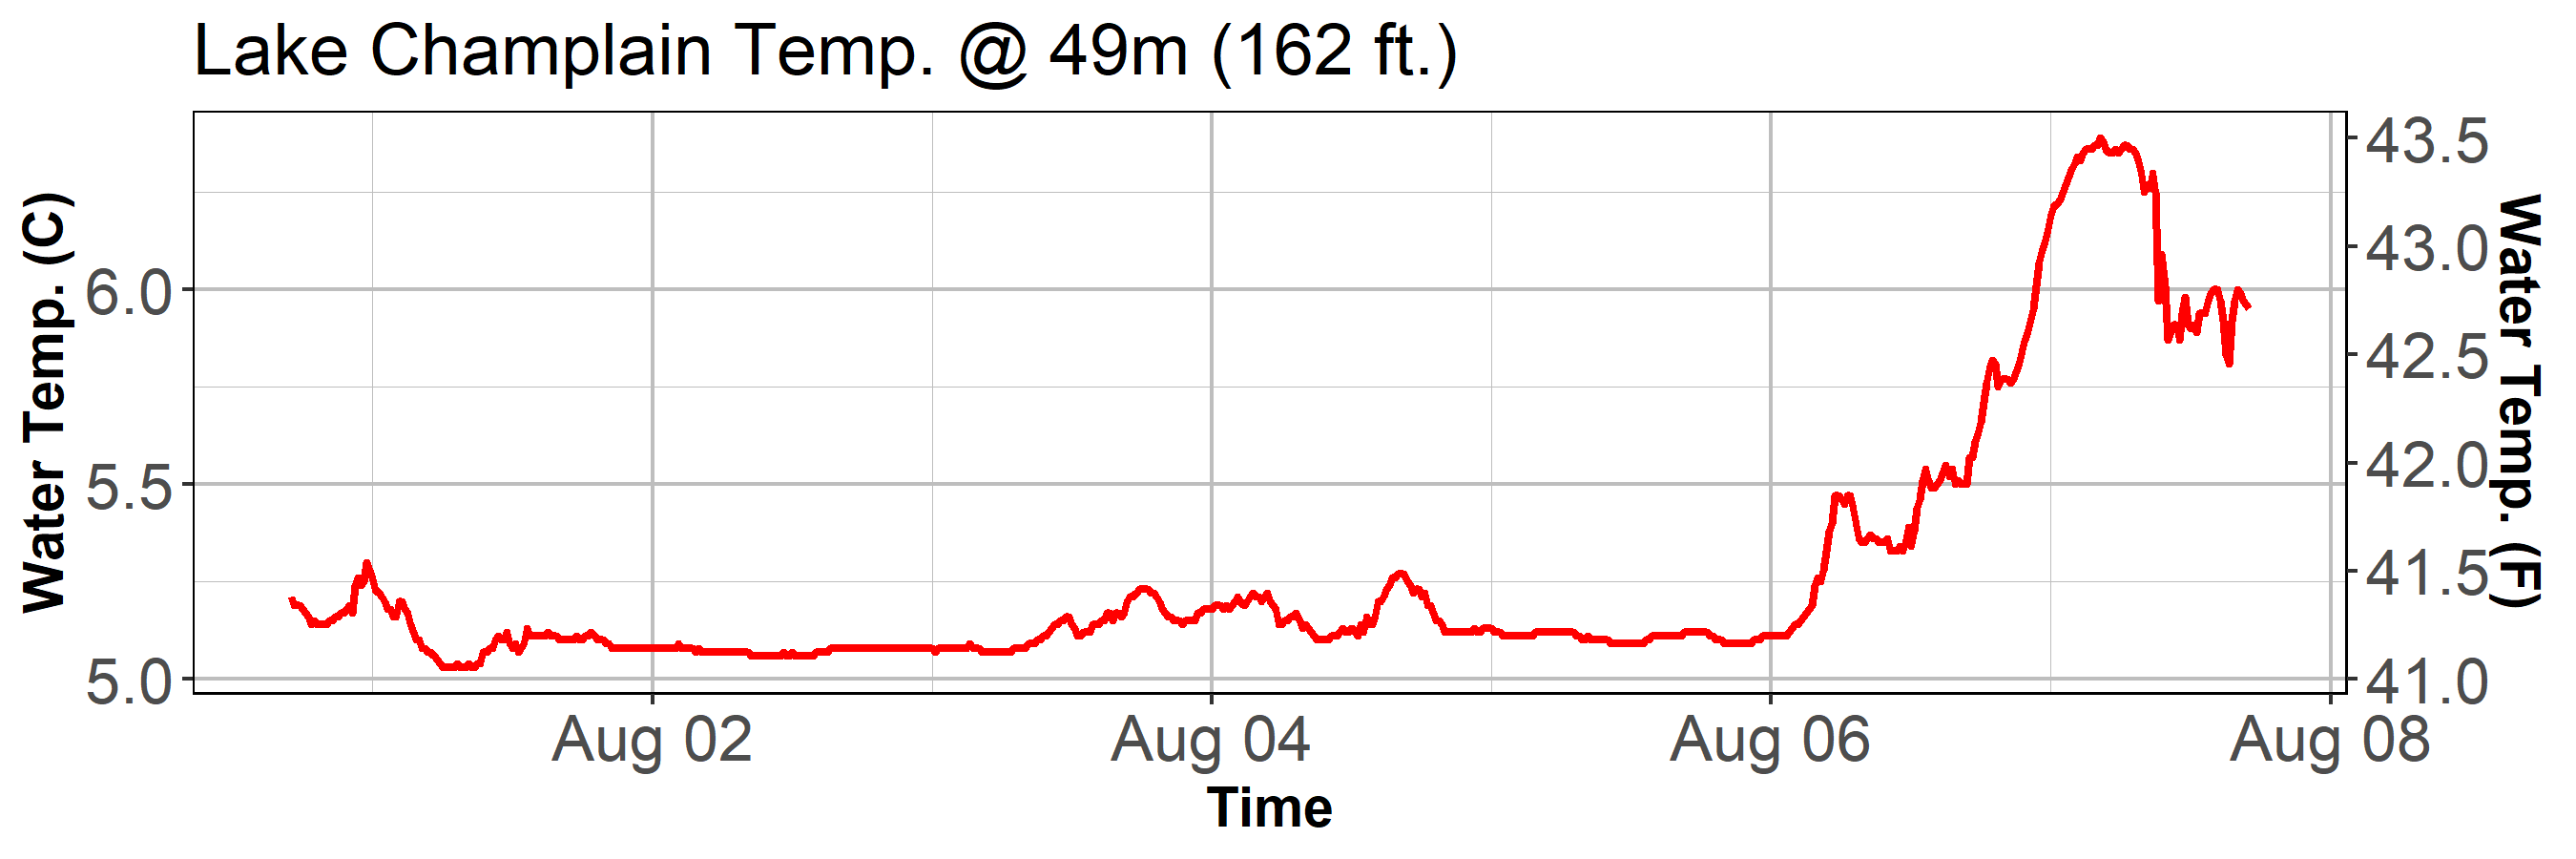 Lake Champlain Temp. @ 49m (162 ft.)
Water Temp. (C)
6.0
5.5
5.0
43.5
43.0
42.5
42.0
41.5
41.0
Water Temp. (F)
Aug 02 Aug 04 Aug 06 Aug 08
Time